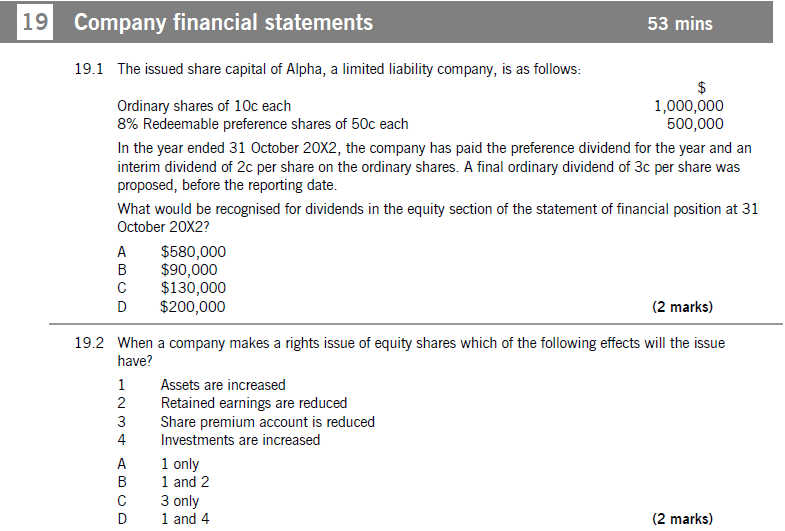 19 Company financial statements 53 mins
19.1 The issued share capital of Alpha, a limited liability company, is as follows:
$
Ordinary shares of 10c each 1,000,000
8% Redeemable preference shares of 50c each 500,000
In the year ended 31 October 20X2, the company has paid the preference dividend for the year and an
interim dividend of 2c per share on the ordinary shares. A final ordinary dividend of 3c per share was
proposed, before the reporting date.
What would be recognised for dividends in the equity section of the statement of financial position at 31
October 20X2?
A $580,000
B $90,000
C $130,000
D $200,000 (2 marks)
19.2 When a company makes a rights issue of equity shares which of the following effects will the issue
have?
1 Assets are increased
2 Retained earnings are reduced
3 Share premium account is reduced
4 Investments are increased
A 1 only
B 1 and 2
C 3 only
D 1 and 4 (2 marks)